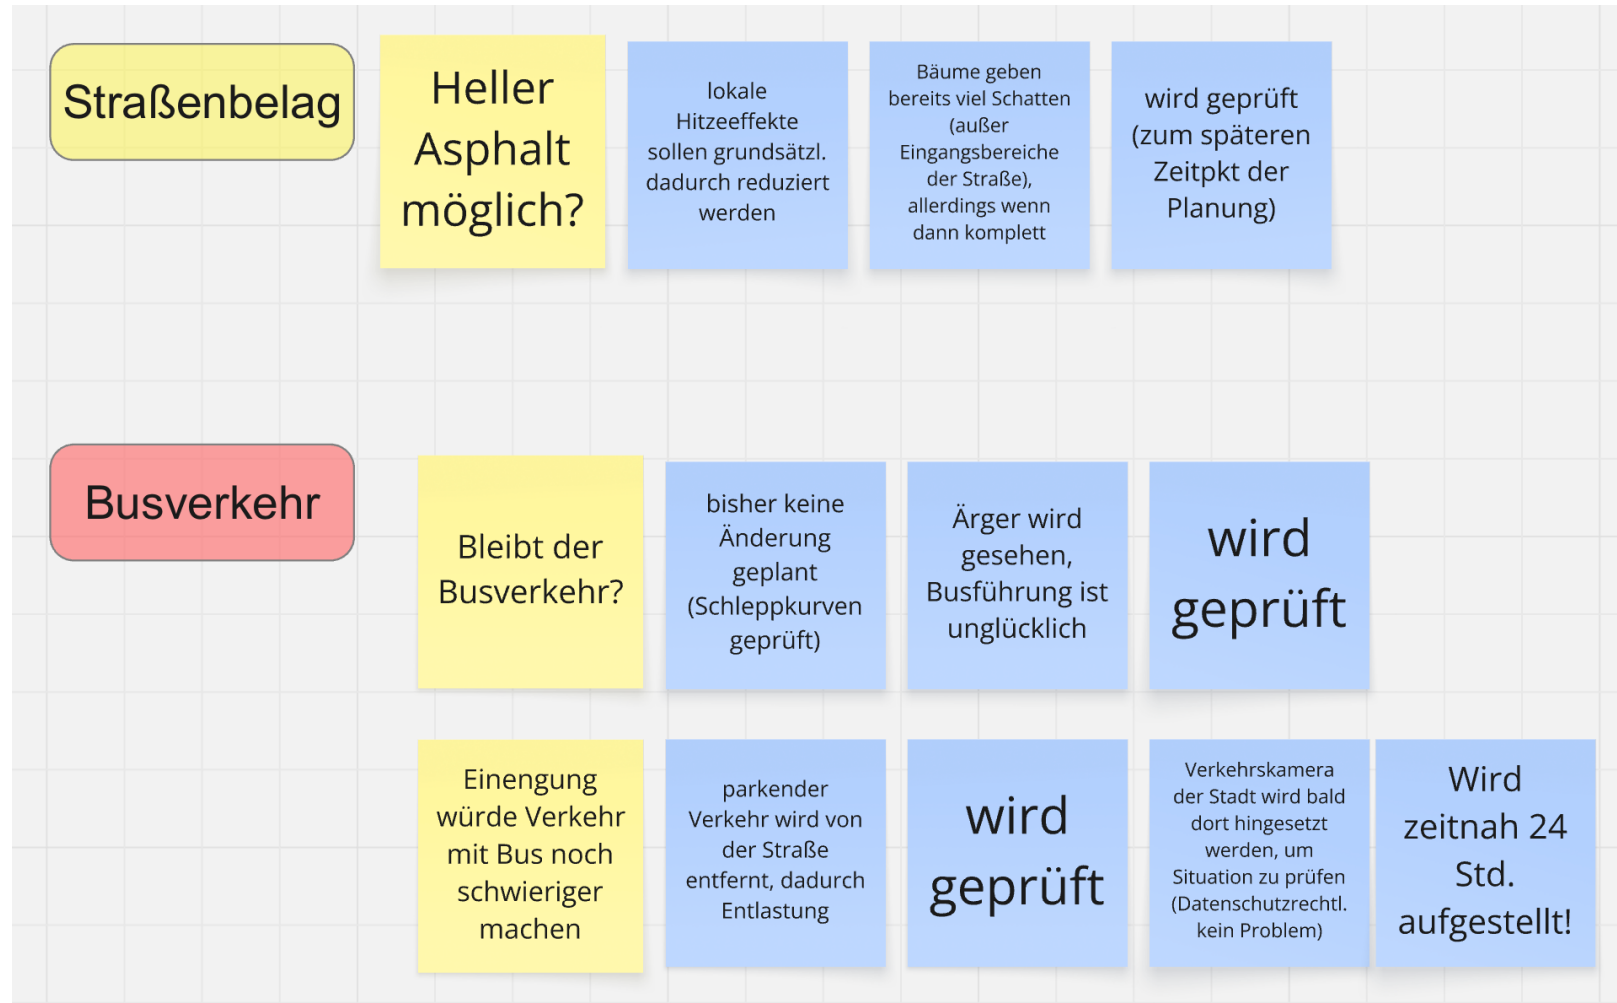 Straßenbelag
Heller
Asphalt
möglich?
lokale
Hitzeeffekte
sollen grundsätzl.
dadurch reduziert
werden
Bäume geben
bereits viel Schatten
(außer
Eingangsbereiche
der Straße),
allerdings wenn
dann komplett
wird geprüft
(zum späteren
Zeitpkt der
Planung)
Busverkehr
Bleibt der
Busverkehr?
bisher keine
Änderung
geplant
(Schleppkurven
geprüft)
Ärger wird
gesehen,
Busführung ist
unglücklich
wird
geprüft
Einengung
würde Verkehr
mit Bus noch
schwieriger
machen
parkender
Verkehr wird von
der Straße
entfernt, dadurch
Entlastung
wird
geprüft
Verkehrskamera
der Stadt wird bald
dort hingesetzt
werden, um
Situation zu prüfen
(Datenschutzrechtl.
kein Problem)
Wird
zeitnah 24
Std.
aufgestellt!